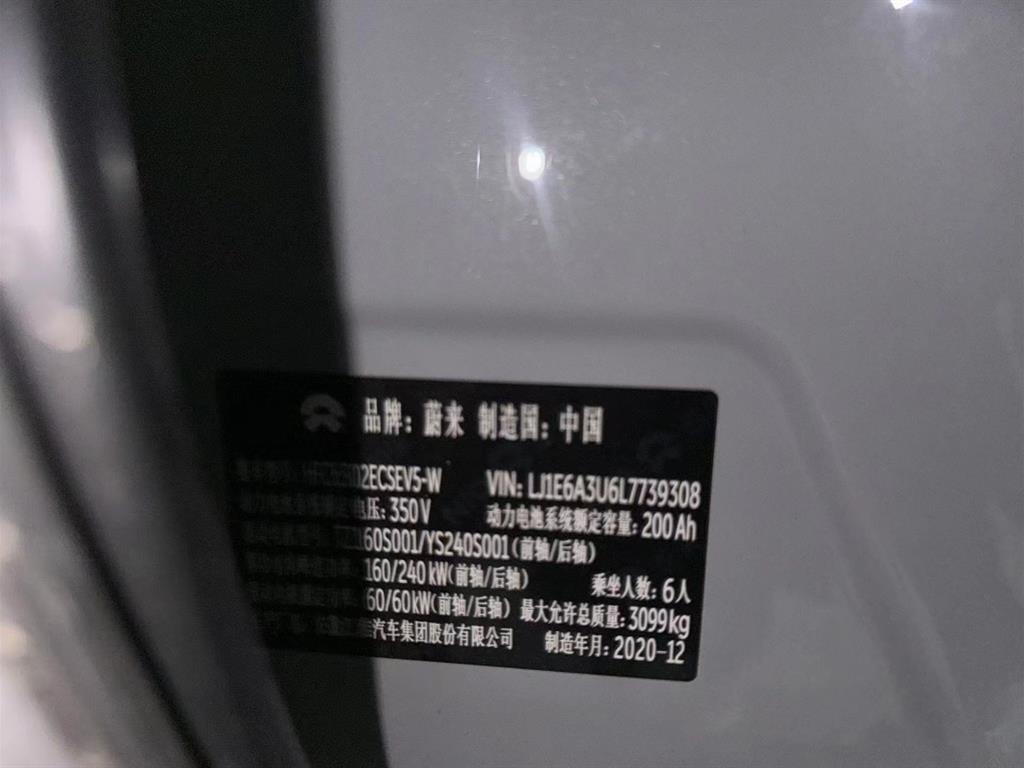 品牌：蔚来 制造国：中国
2ECSEV5-W VIN：LJ1E6A3U6L7739308
电压：350V 动力电池系统额定容量：200Ah
160S001/YS240S001(前轴/后轴)
160/240kW(前轴/后轴) 乘坐人数：6人
60/60kW(前轴/后轴) 最大允许总质量：3099kg
汽车集团股份有限公司 制造年月：2020-12